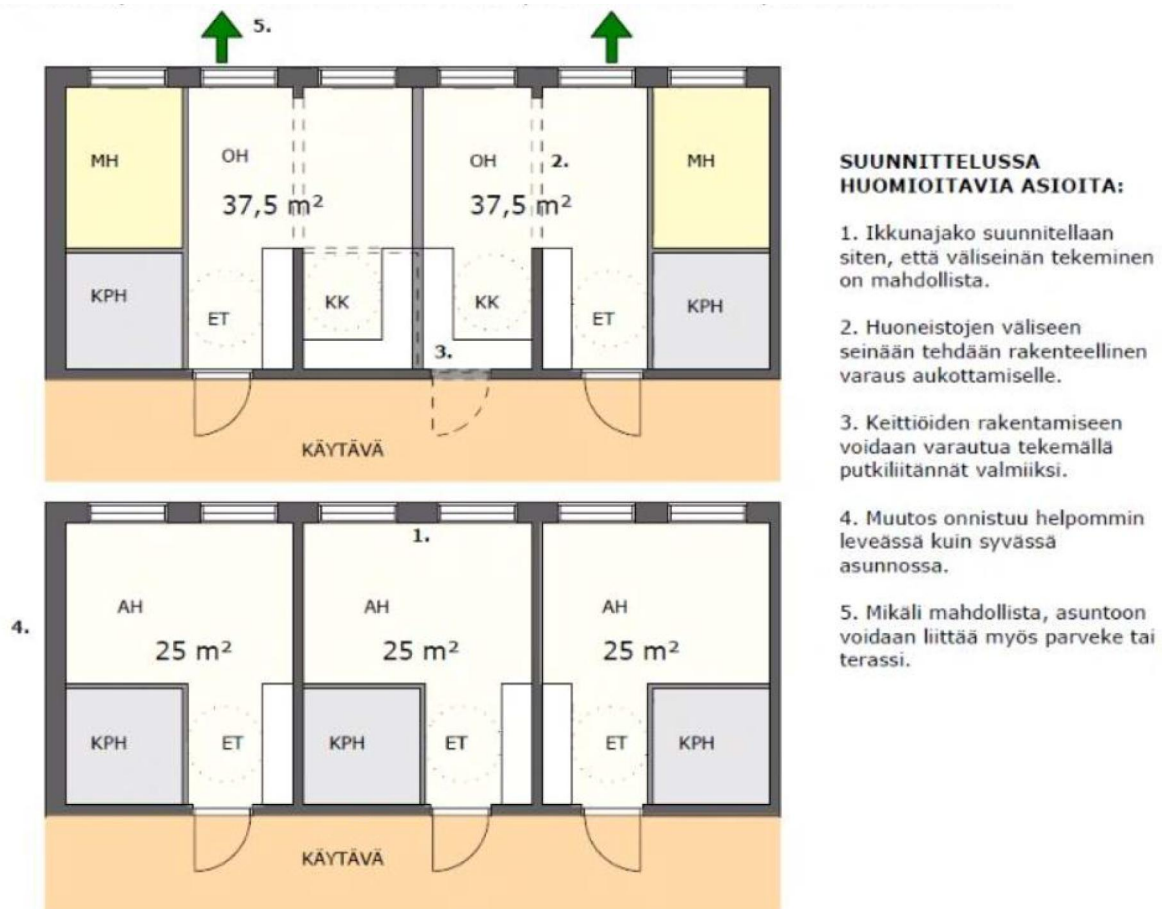 5.
MH
OH
OH
2.
MH
37,5 m²
37,5 m²
KPH
ET
KK
KK
ET
KPH
3.
KÄYTÄVÄ
1.
4.
AH
AH
AH
25 m²
25 m²
25 m²
KPH
ET
KPH
ET
ET
KPH
KÄYTÄVÄ
SUUNNITTELUSSA
HUOMIOITAVIA ASIOITA:
1. Ikkunajako suunnitellaan
siten, että väliseinän tekeminen
on mahdollista.
2. Huoneistojen väliseen
seinään tehdään rakenteellinen
varaus aukottamiselle.
3. Keittiöiden rakentamiseen
voidaan varautua tekemällä
putkiliitännät valmiiksi.
4. Muutos onnistuu helpommin
leveässä kuin syvässä
asunnossa.
5. Mikäli mahdollista, asuntoon
voidaan liittää myös parveke tai
terassi.